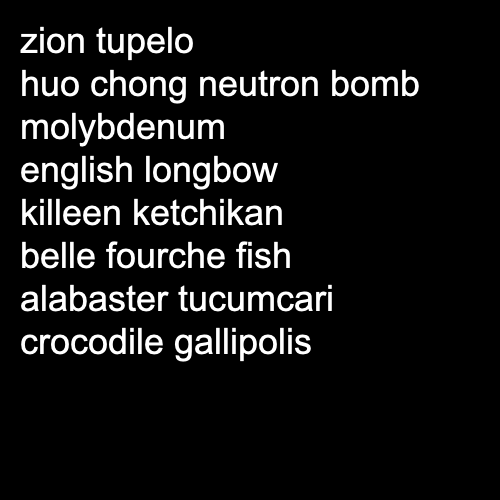 zion tupelo
huo chong neutron bomb
molybdenum
english longbow
killeen ketchikan
belle fourche fish
alabaster tucumcari
crocodile gallipolis